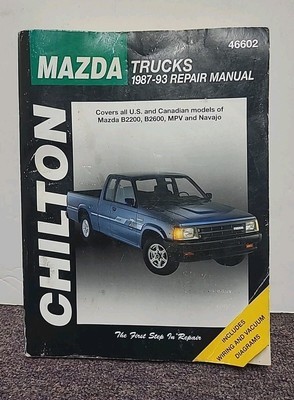 46602
MAZDA TRUCKS
1987-93 REPAIR MANUAL
Covers all U.S. and Canadian models of
Mazda B2200, B2600, MPV and Navajo
CHILTON
The First Step In Repair
INCLUDES
WIRING AND VACUUM
DIAGRAMS